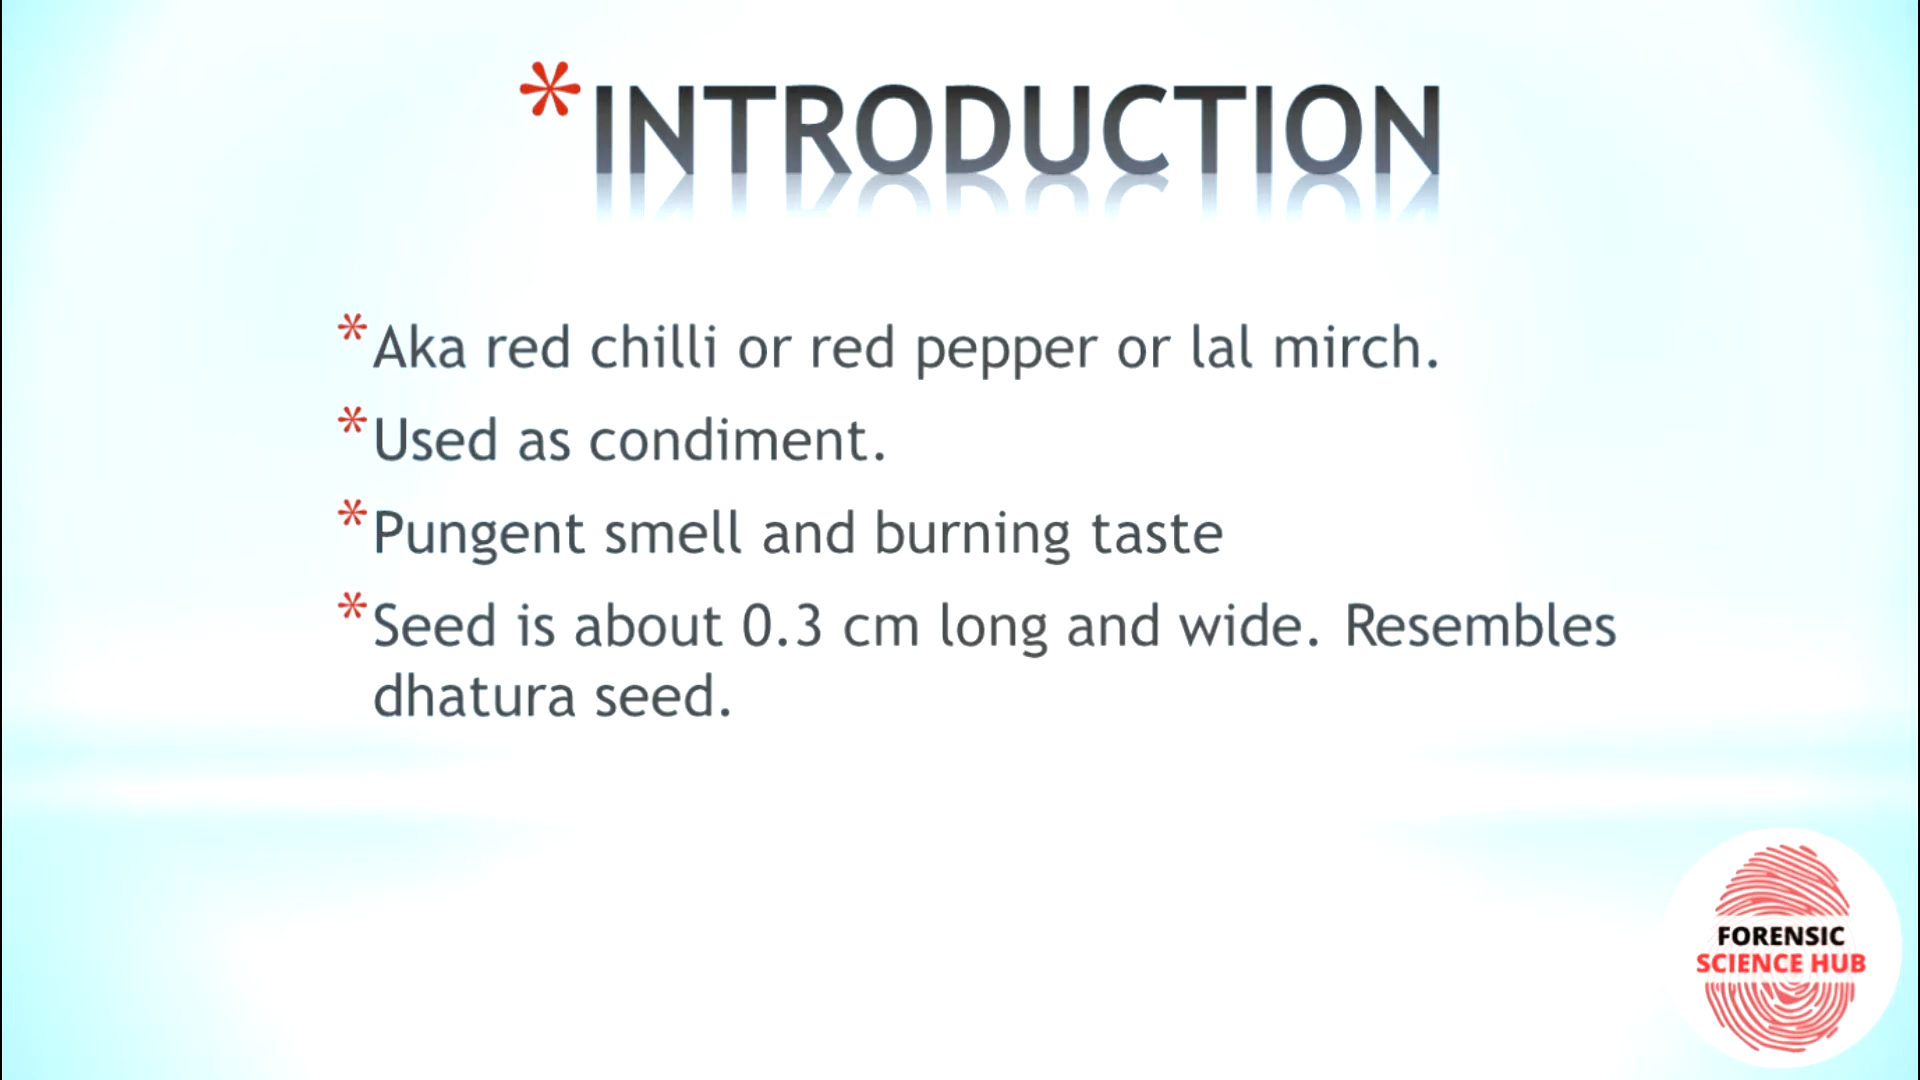 *INTRODUCTION
*Aka red chilli or red pepper or lal mirch.
*Used as condiment.
*Pungent smell and burning taste
*Seed is about 0.3 cm long and wide. Resembles
dhatura seed.
FORENSIC
SCIENCE HUB